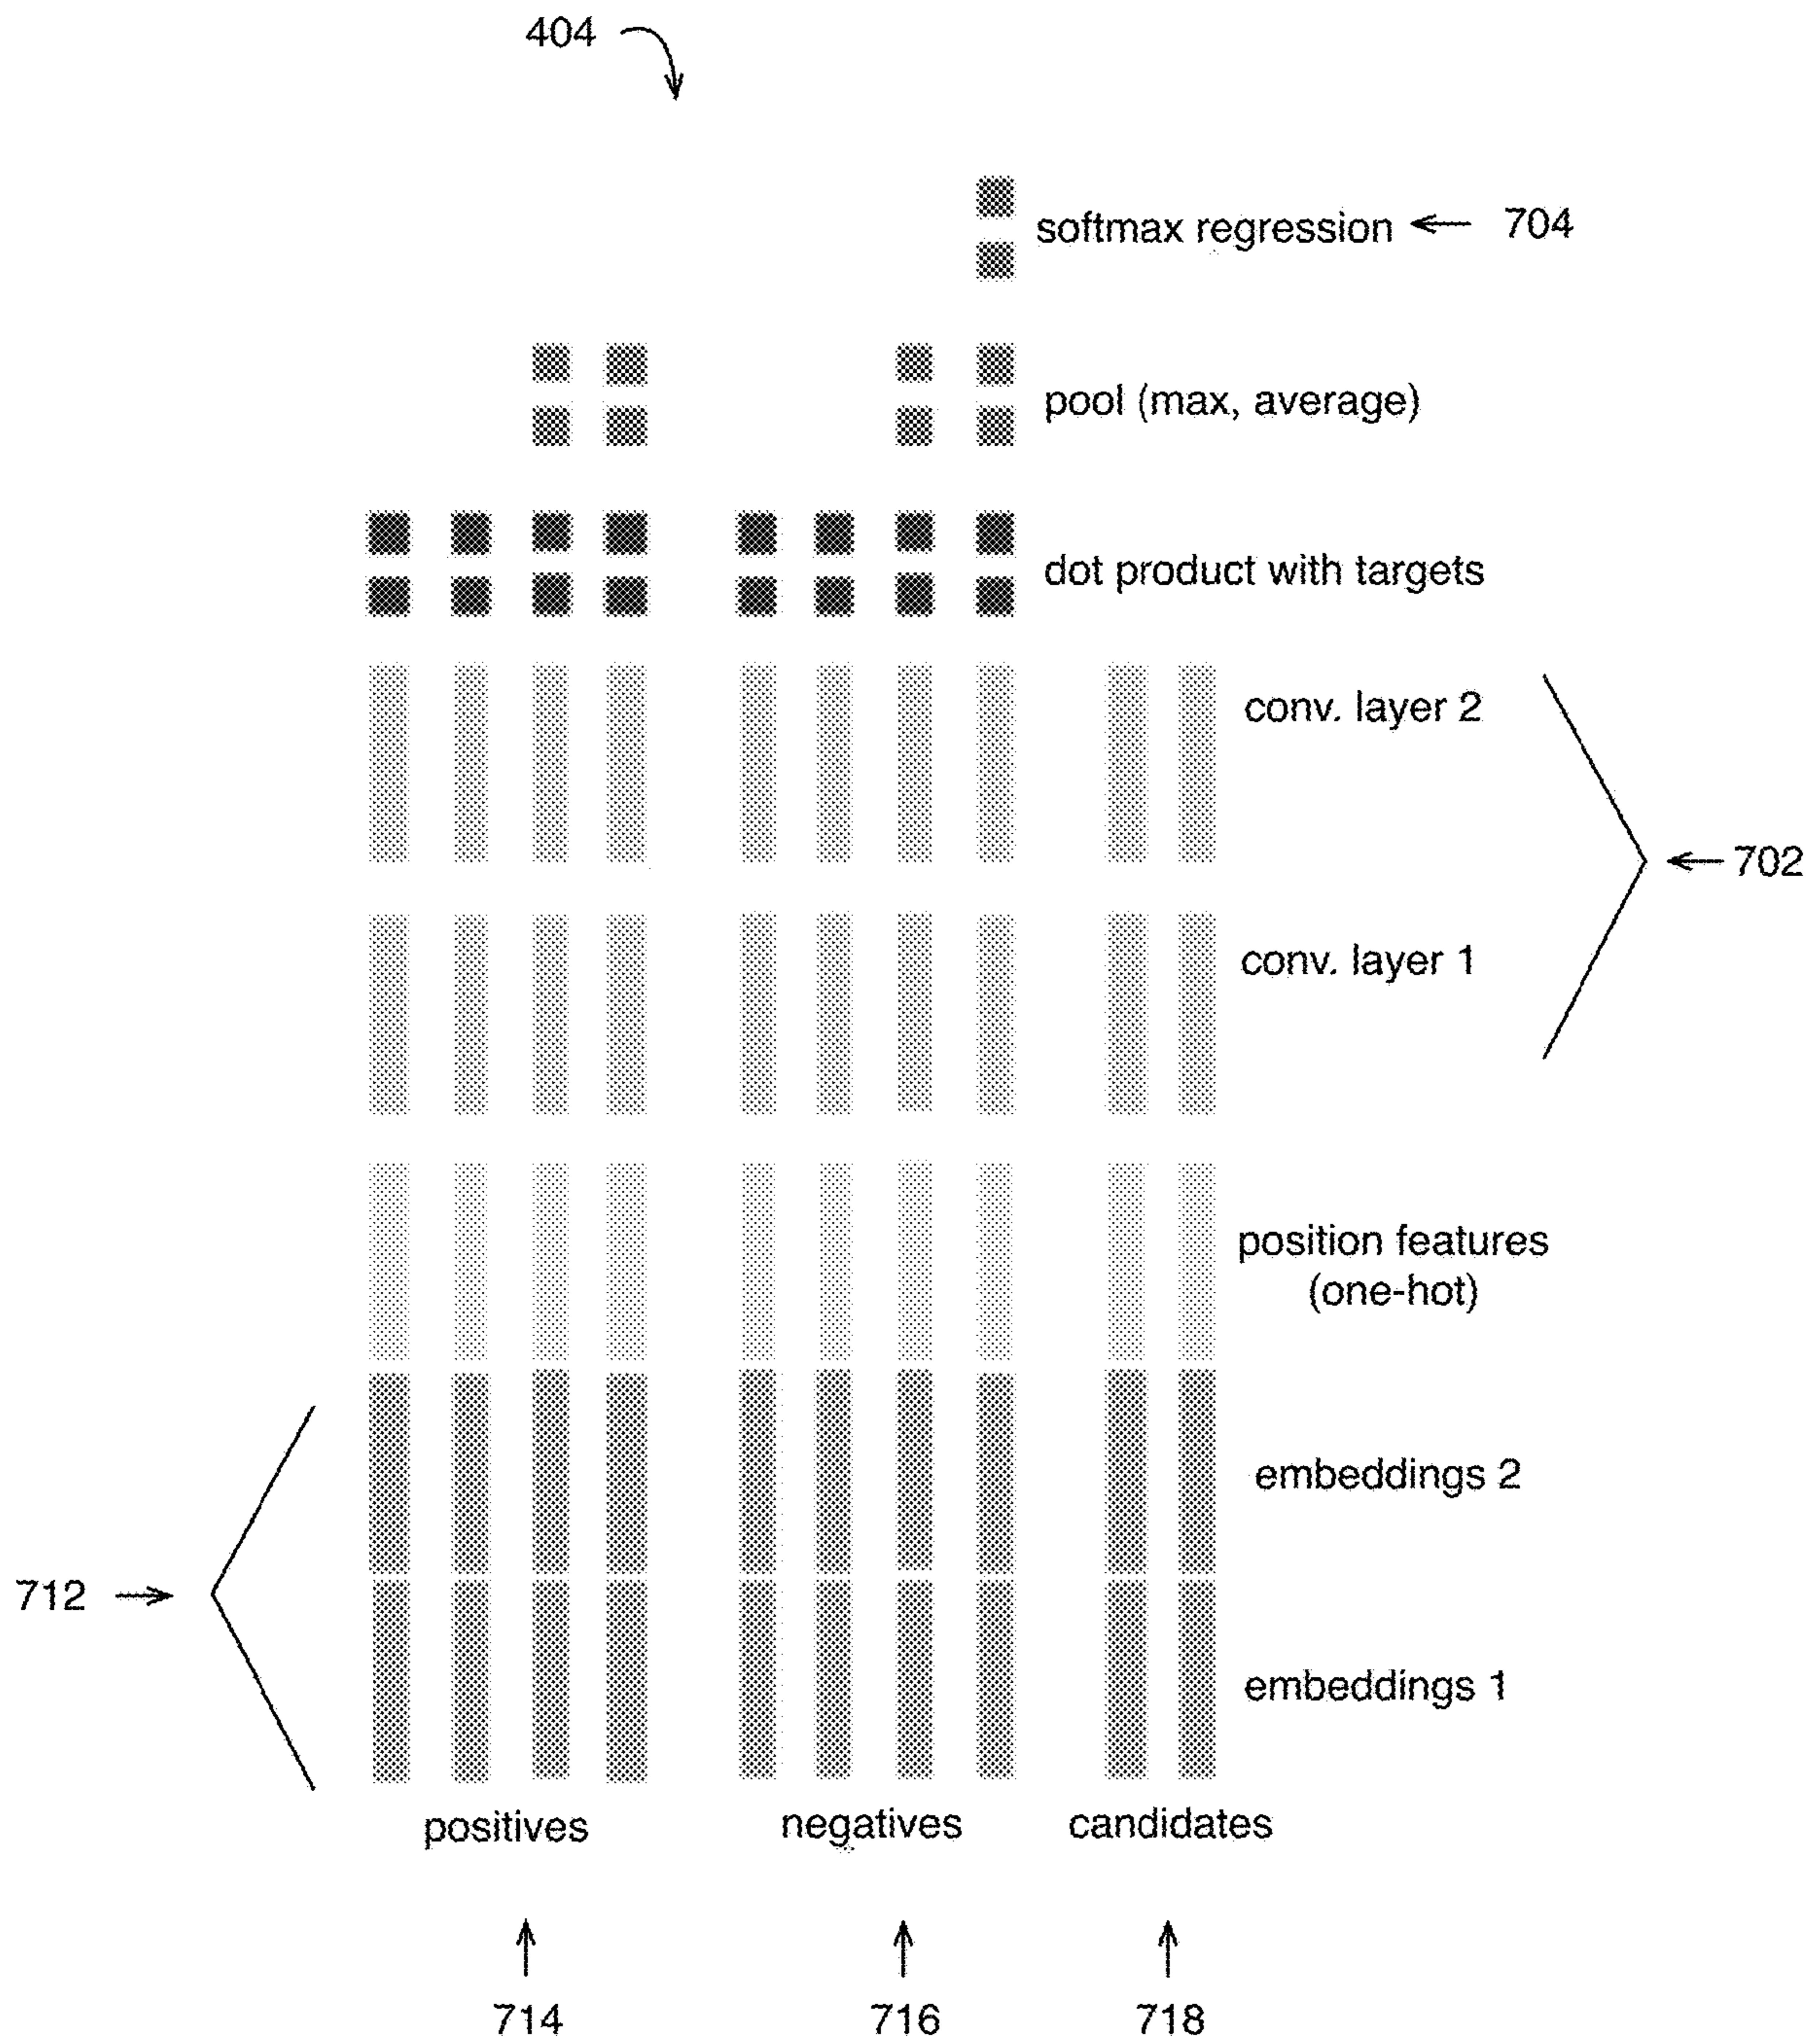 404
softmax regression
704
pool (max, average)
dot product with targets
conv. layer 2
702
conv. layer 1
position features
(one-hot)
embeddings 2
712
embeddings 1
positives
negatives
candidates
714
716
718